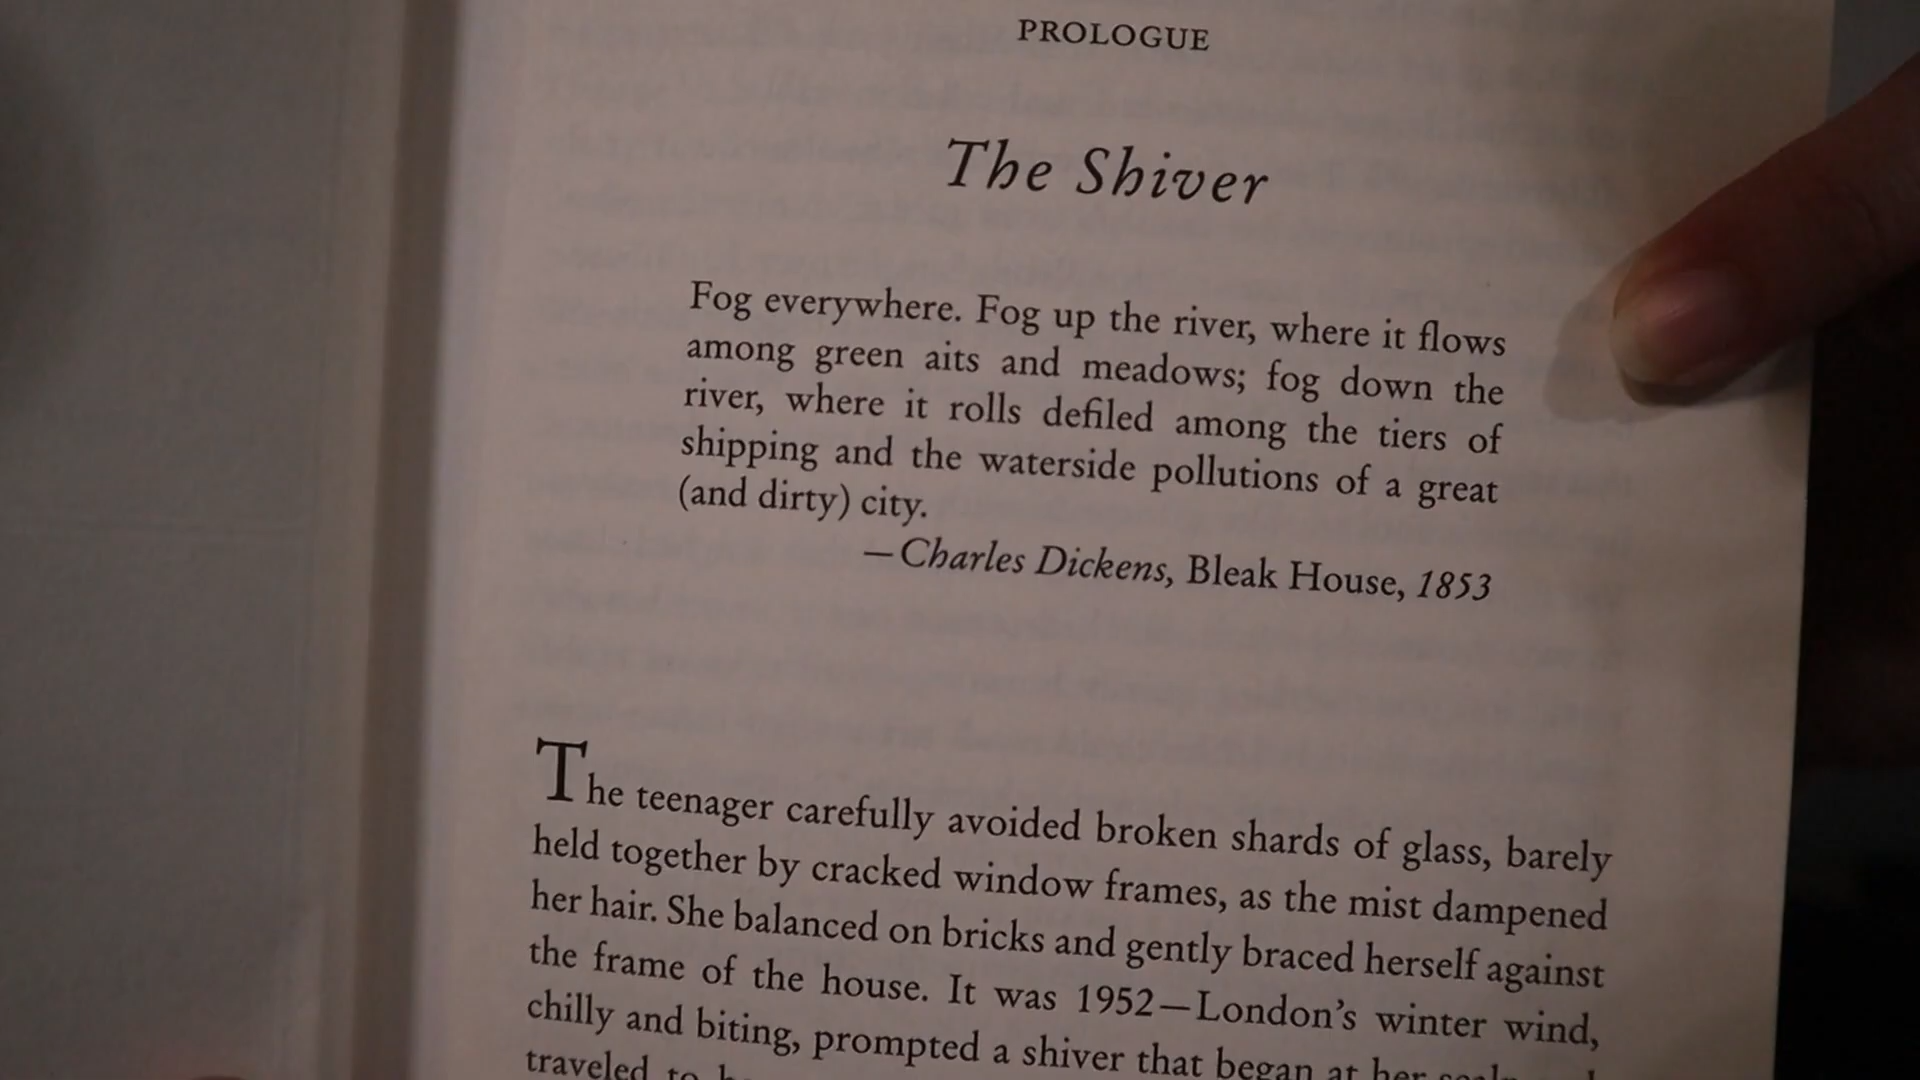 PROLOGUE
The Shiver
Fog everywhere. Fog up the river, where it flows
among green aits and meadows; fog down the
river, where it rolls defiled among the tiers of
shipping and the waterside pollutions of a great
(and dirty) city.
—Charles Dickens, Bleak House, 1853
The teenager carefully avoided broken shards of glass, barely
held together by cracked window frames, as the mist dampened
her hair. She balanced on bricks and gently braced herself against
the frame of the house. It was 1952—London's winter wind,
chilly and biting, prompted a shiver that began at her
traveled to